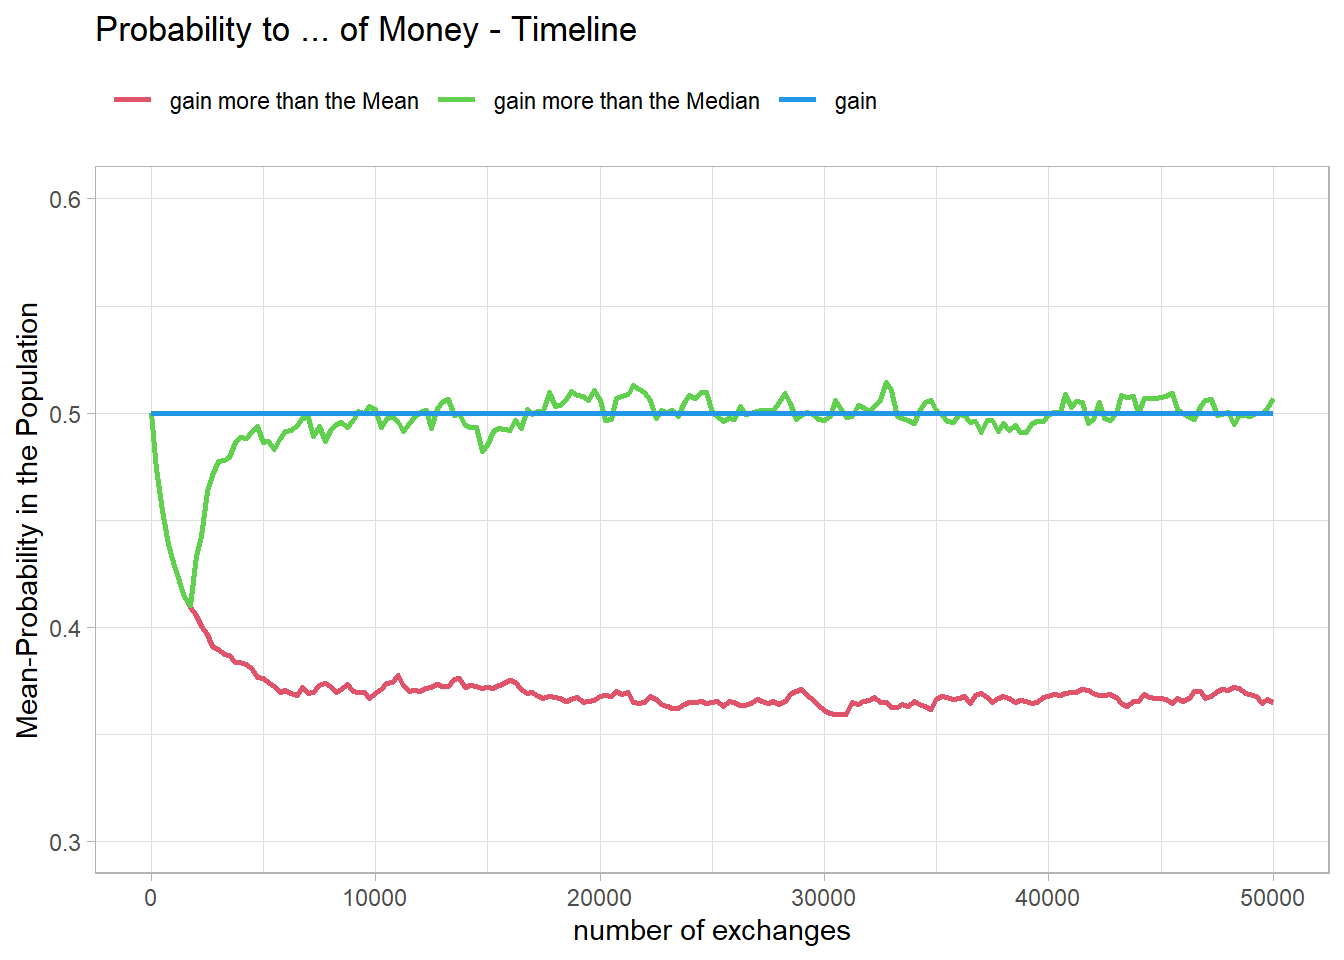 Probability to ... of Money - Timeline
gain more than the Mean gain more than the Median gain
Mean-Probability in the Population
0.6
0.5
0.4
0.3
0 10000 20000 30000 40000 50000
number of exchanges